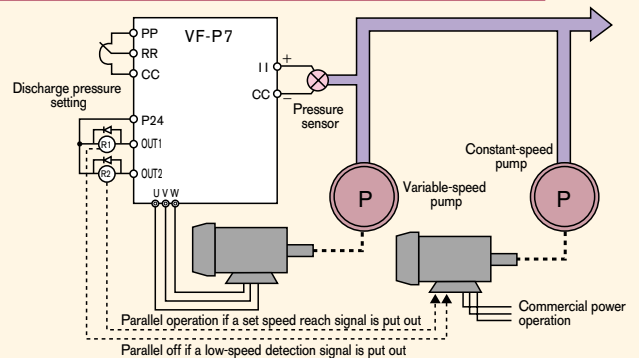 VF-P7
PP
RR
CC
Discharge pressure
setting
P24
R1
OUT1
R2
OUT2
U V W
II
+
CC
−
Pressure
sensor
P
Variable-speed
pump
Constant-speed
pump
P
Commercial power
operation
Parallel operation if a set speed reach signal is put out
Parallel off if a low-speed detection signal is put out